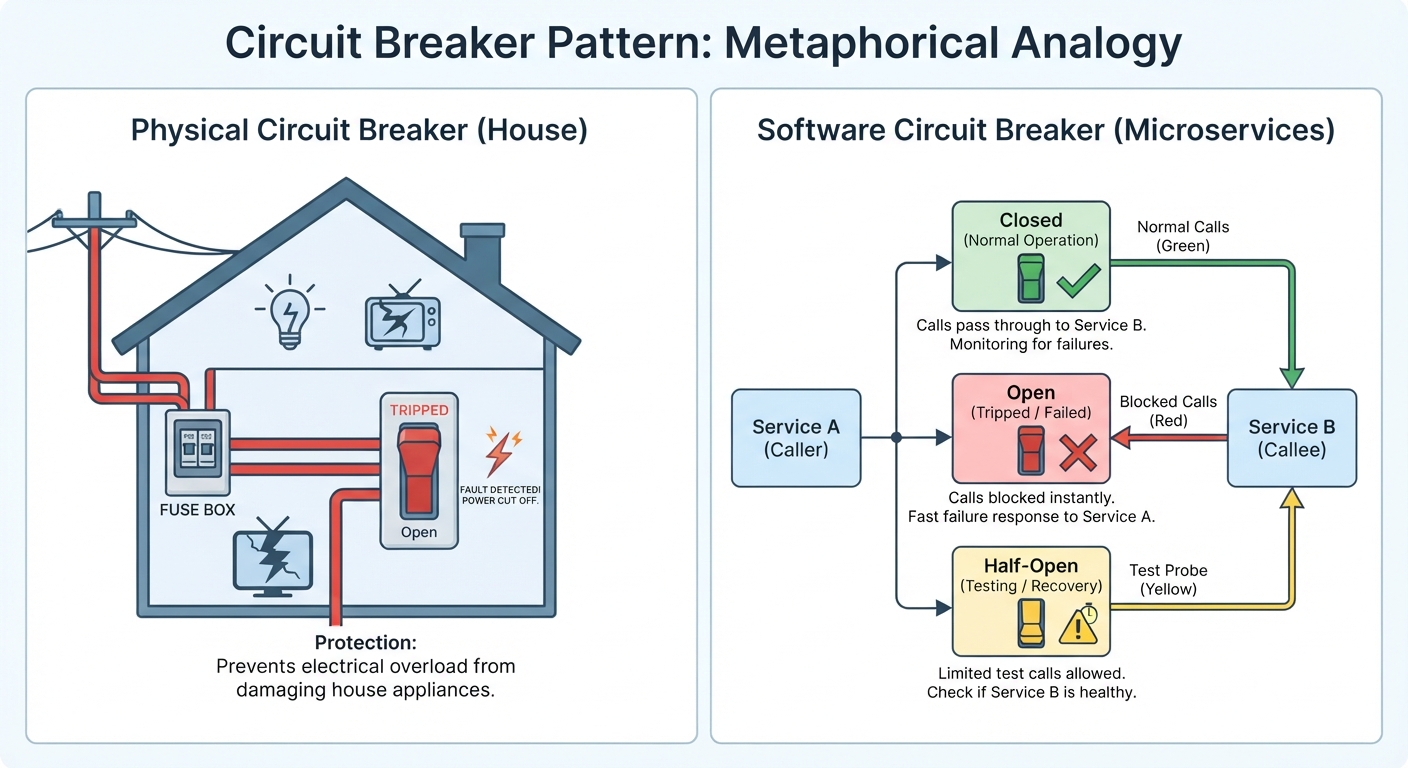 Circuit Breaker Pattern: Metaphorical Analogy
Physical Circuit Breaker (House)
TRIPPED
FAULT DETECTED!
POWER CUT OFF.
FUSE BOX
Open
Protection:
Prevents electrical overload from
damaging house appliances.
Software Circuit Breaker (Microservices)
Closed
(Normal Operation)
Normal Calls
(Green)
Calls pass through to Service B.
Monitoring for failures.
Service A
(Caller)
Open
(Tripped / Failed)
Blocked Calls
(Red)
Service B
(Callee)
Calls blocked instantly.
Fast failure response to Service A.
Half-Open
(Testing / Recovery)
Test Probe
(Yellow)
Limited test calls allowed.
Check if Service B is healthy.